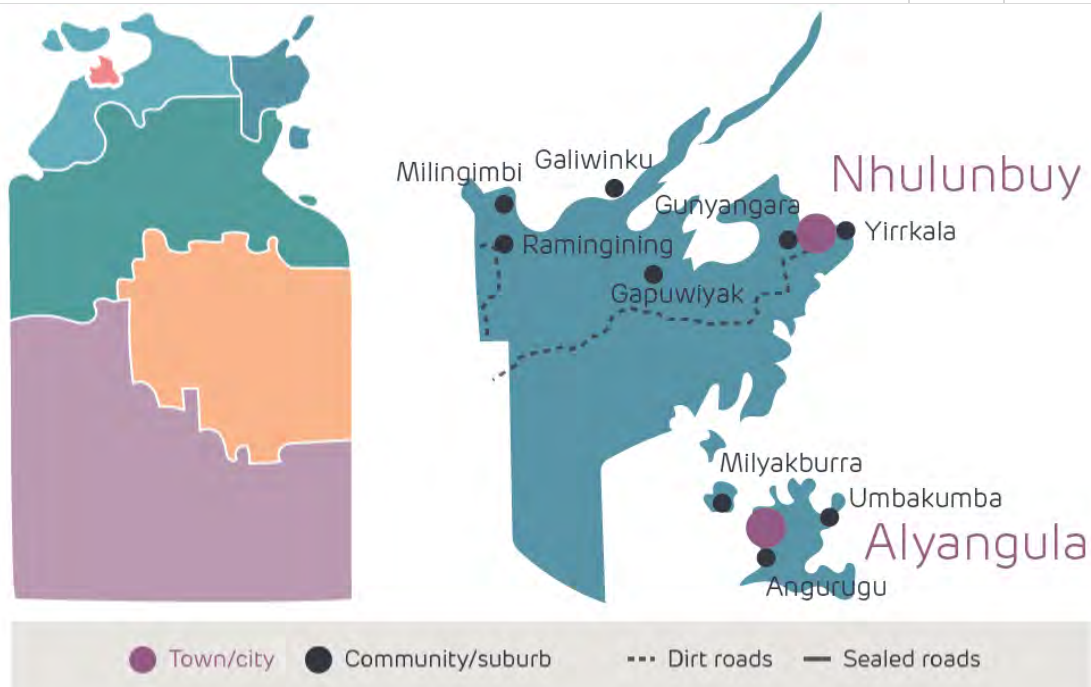 Galiwinku
Milingimbi
Nhulunbuy
Gunyangara
Yirrkala
Ramingining
Gapuwiyak
Milyakburra
Umbakumba
Alyangula
Angurugu
Town/city
Community/suburb
Dirt roads
Sealed roads